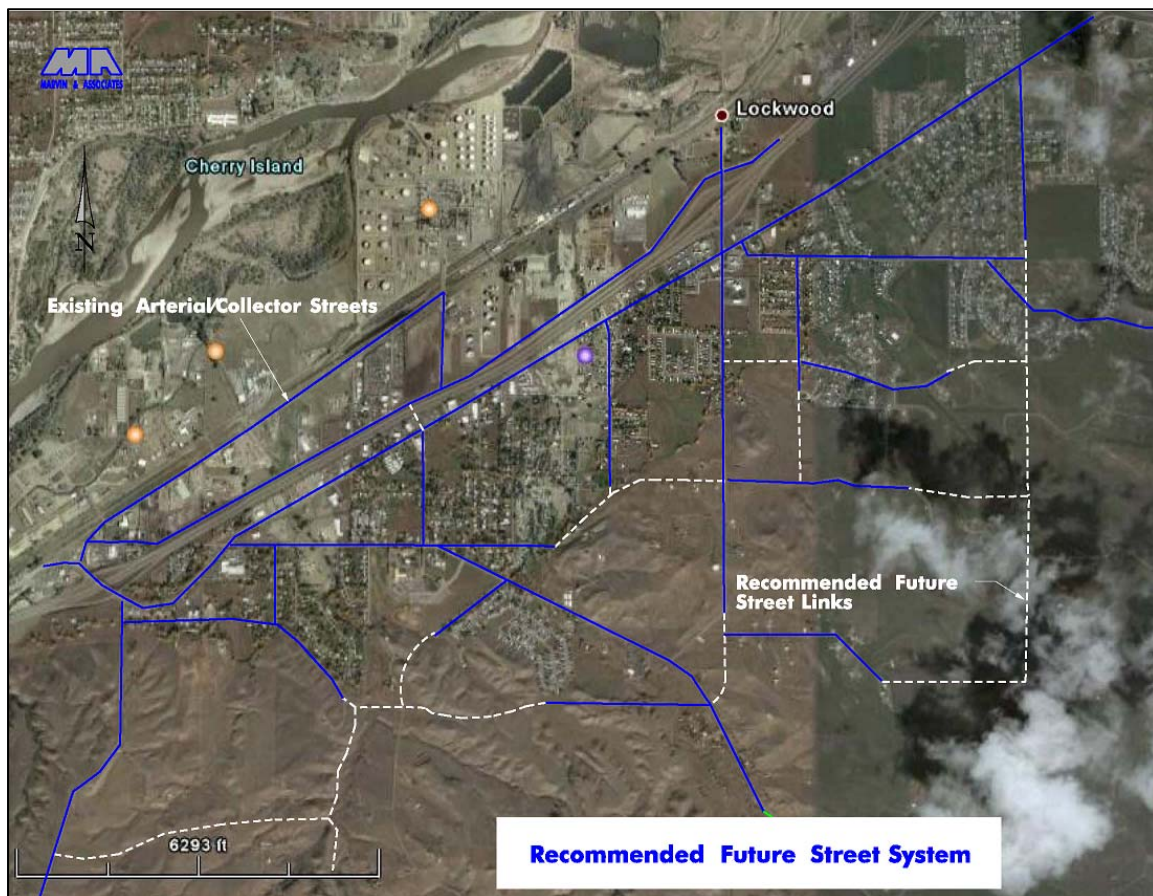 MA
MARVIN & ASSOCIATES
Lockwood
Cherry Island
N
Existing Arterial/Collector Streets
Recommended Future
Street Links
6293 ft
Recommended Future Street System